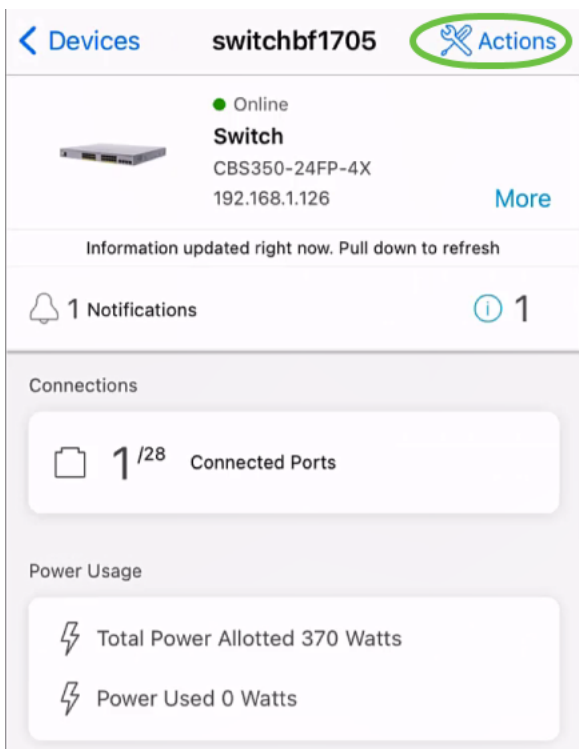 Devices
switchbf1705
Actions
Online
Switch
CBS350-24FP-4X
192.168.1.126
More
Information updated right now. Pull down to refresh
1 Notifications
1
Connections
1/28 Connected Ports
Power Usage
Total Power Allotted 370 Watts
Power Used 0 Watts